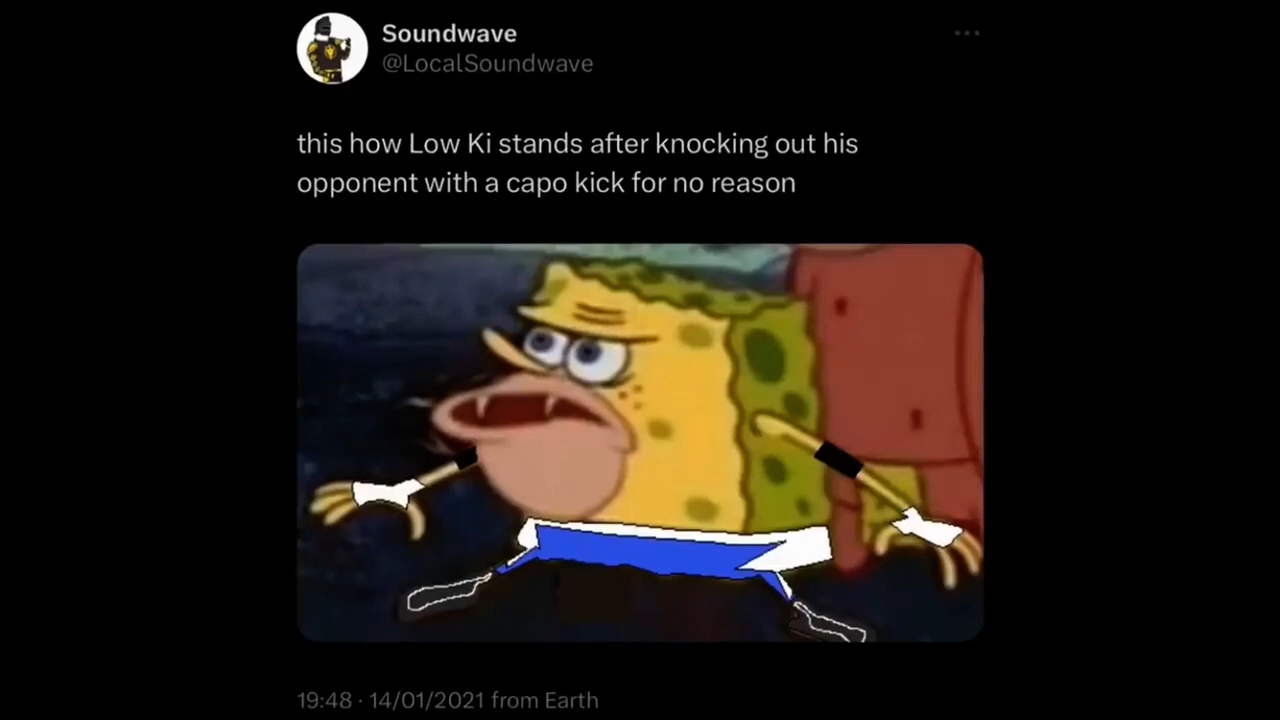 Soundwave
@LocalSoundwave
this how Low Ki stands after knocking out his
opponent with a capo kick for no reason
19:48 · 14/01/2021 from Earth